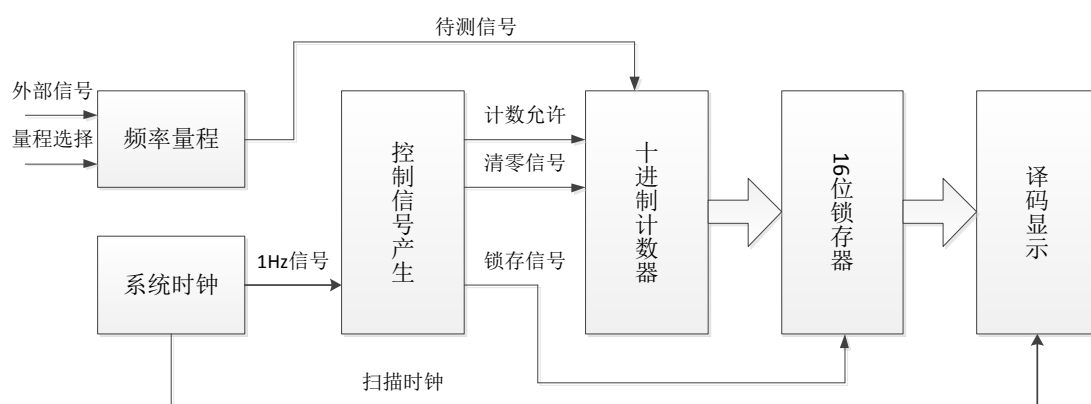 待测信号
外部信号
量程选择
频率量程
系统时钟
1Hz信号
控制信号产生
计数允许
清零信号
锁存信号
十进制计数器
16位锁存器
译码显示
扫描时钟